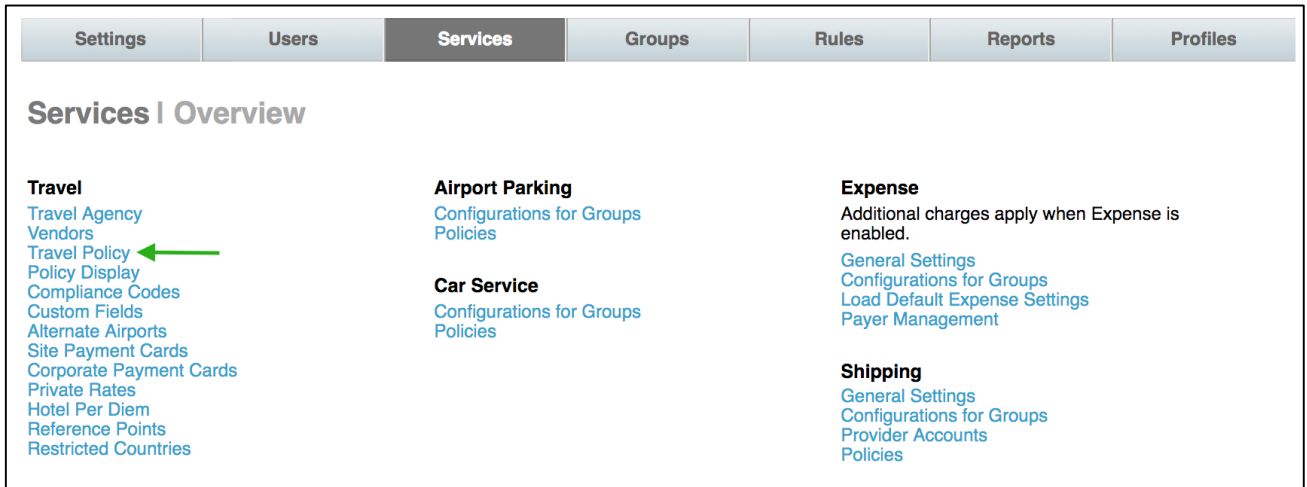 Settings Users Services Groups Rules Reports Profiles
Services | Overview
Travel
Travel Agency
Vendors
Travel Policy
Policy Display
Compliance Codes
Custom Fields
Alternate Airports
Site Payment Cards
Corporate Payment Cards
Private Rates
Hotel Per Diem
Reference Points
Restricted Countries
Airport Parking
Configurations for Groups
Policies
Car Service
Configurations for Groups
Policies
Expense
Additional charges apply when Expense is
enabled.
General Settings
Configurations for Groups
Load Default Expense Settings
Payer Management
Shipping
General Settings
Configurations for Groups
Provider Accounts
Policies